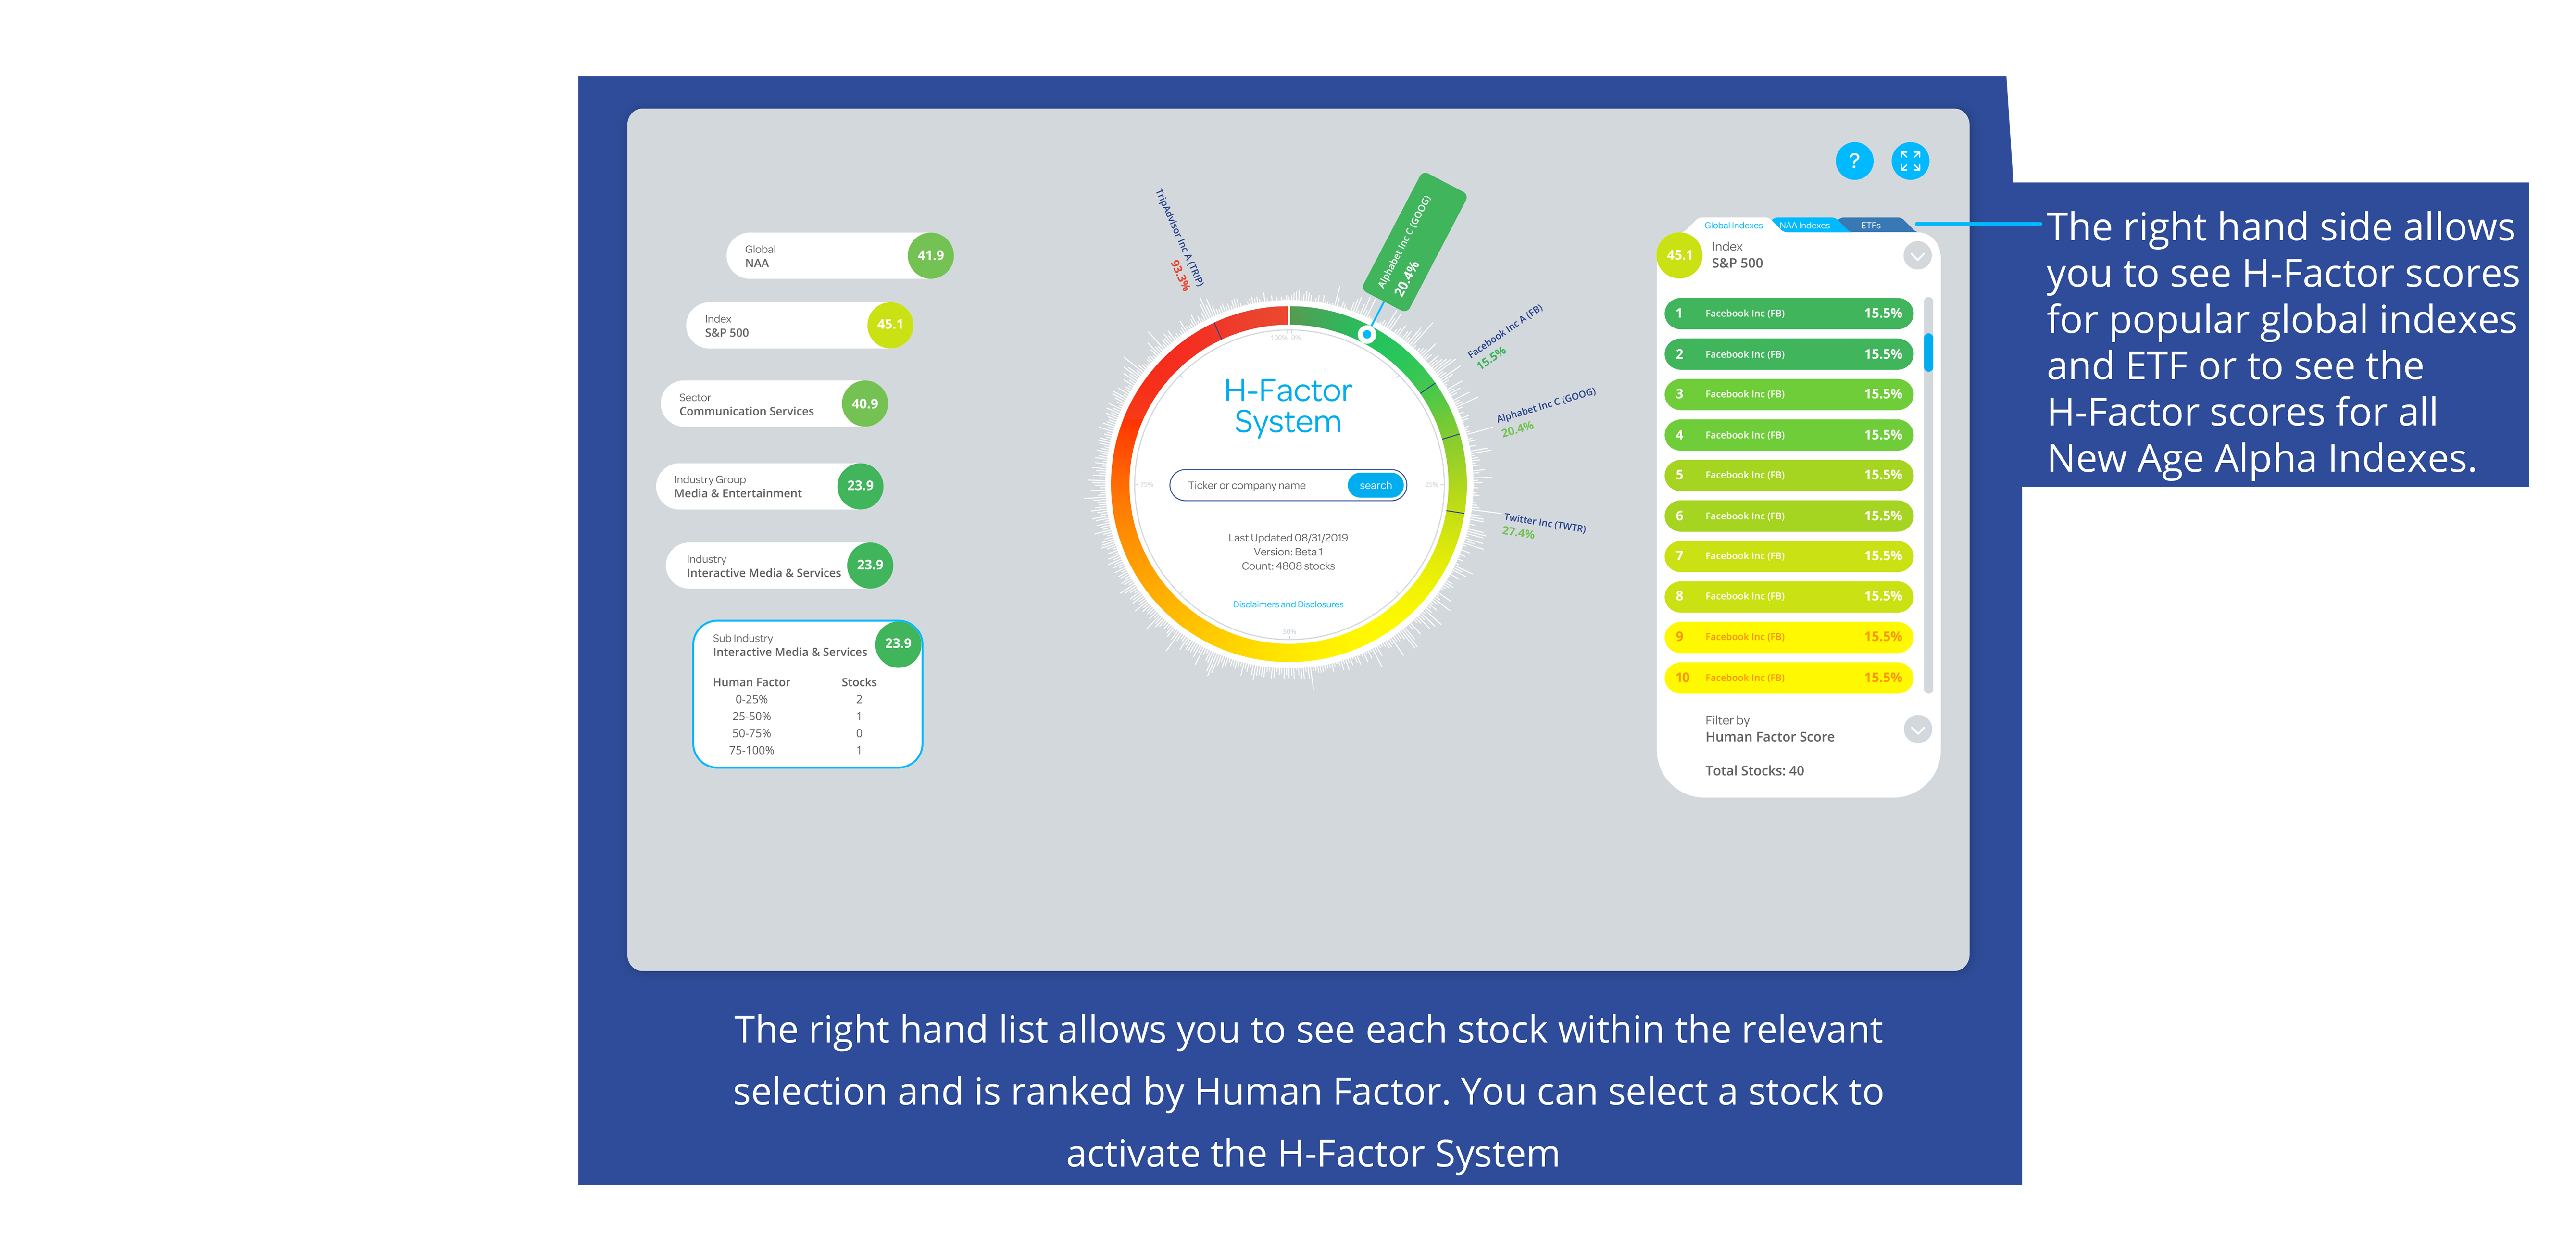 ?
Global
NAA
41.9
Index
S&P 500
45.1
Sector
Communication Services
40.9
Industry Group
Media & Entertainment
23.9
Industry
Interactive Media & Services
23.9
Sub Industry
Interactive Media & Services
23.9
Human Factor Stocks
0-25% 2
25-50% 1
50-75% 0
75-100% 1
TripAdvisor Inc A (TRIP)
93.3%
Alphabet Inc C (GOOG)
20.4%
Facebook Inc A (FB)
15.5%
Alphabet Inc C (GOOG)
20.4%
Twitter Inc (TWTR)
27.4%
100% 0%
75%
25%
50%
H-Factor
System
Ticker or company name search
Last Updated 08/31/2019
Version: Beta 1
Count: 4808 stocks
Disclaimers and Disclosures
Global Indexes NAA Indexes ETFs
45.1
Index
S&P 500
1 Facebook Inc (FB) 15.5%
2 Facebook Inc (FB) 15.5%
3 Facebook Inc (FB) 15.5%
4 Facebook Inc (FB) 15.5%
5 Facebook Inc (FB) 15.5%
6 Facebook Inc (FB) 15.5%
7 Facebook Inc (FB) 15.5%
8 Facebook Inc (FB) 15.5%
9 Facebook Inc (FB) 15.5%
10 Facebook Inc (FB) 15.5%
Filter by
Human Factor Score
Total Stocks: 40
The right hand side allows
you to see H-Factor scores
for popular global indexes
and ETF or to see the
H-Factor scores for all
New Age Alpha Indexes.
The right hand list allows you to see each stock within the relevant
selection and is ranked by Human Factor. You can select a stock to
activate the H-Factor System